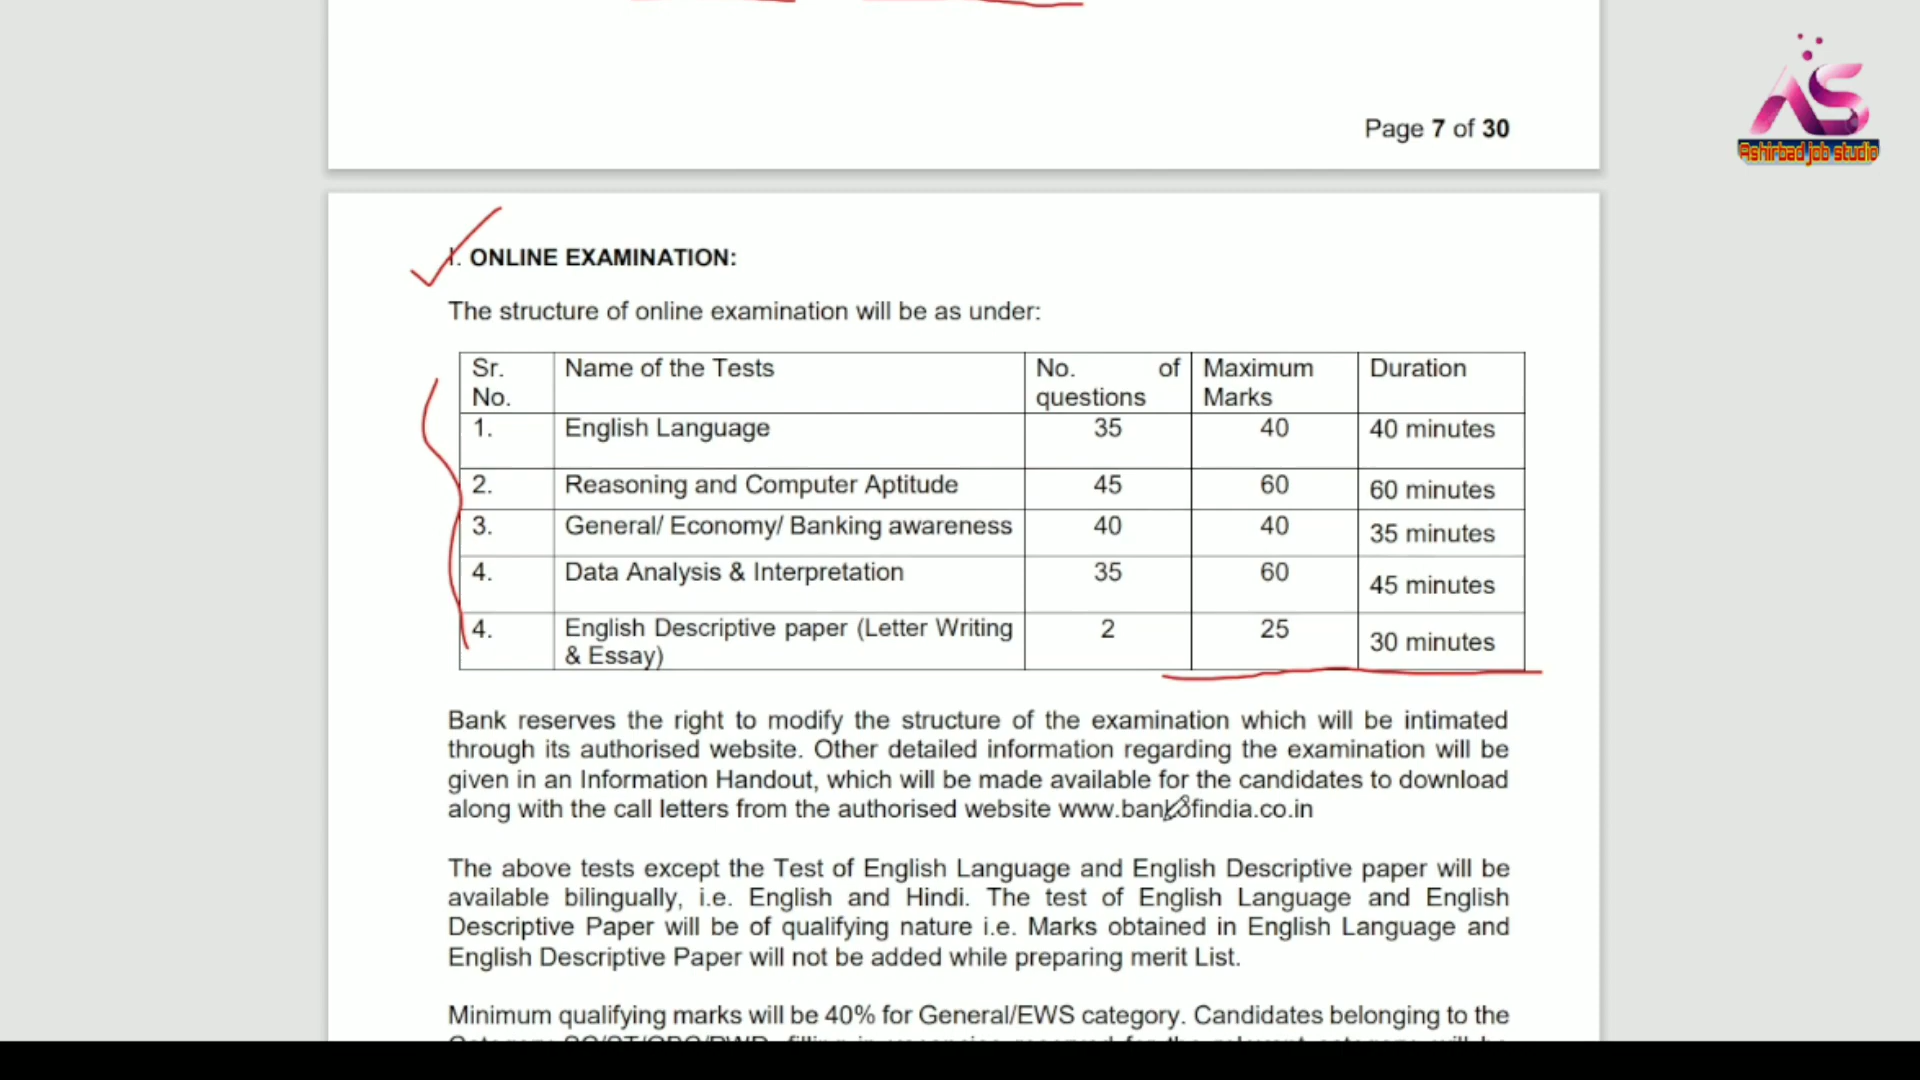 Page 7 of 30
AS
Ashirbad job studio
I. ONLINE EXAMINATION:
The structure of online examination will be as under:
Sr. No. Name of the Tests No. of questions Maximum Marks Duration
1. English Language 35 40 40 minutes
2. Reasoning and Computer Aptitude 45 60 60 minutes
3. General/ Economy/ Banking awareness 40 40 35 minutes
4. Data Analysis & Interpretation 35 60 45 minutes
4. English Descriptive paper (Letter Writing & Essay) 2 25 30 minutes
Bank reserves the right to modify the structure of the examination which will be intimated
through its authorised website. Other detailed information regarding the examination will be
given in an Information Handout, which will be made available for the candidates to download
along with the call letters from the authorised website www.bankofindia.co.in
The above tests except the Test of English Language and English Descriptive paper will be
available bilingually, i.e. English and Hindi. The test of English Language and English
Descriptive Paper will be of qualifying nature i.e. Marks obtained in English Language and
English Descriptive Paper will not be added while preparing merit List.
Minimum qualifying marks will be 40% for General/EWS category. Candidates belonging to the